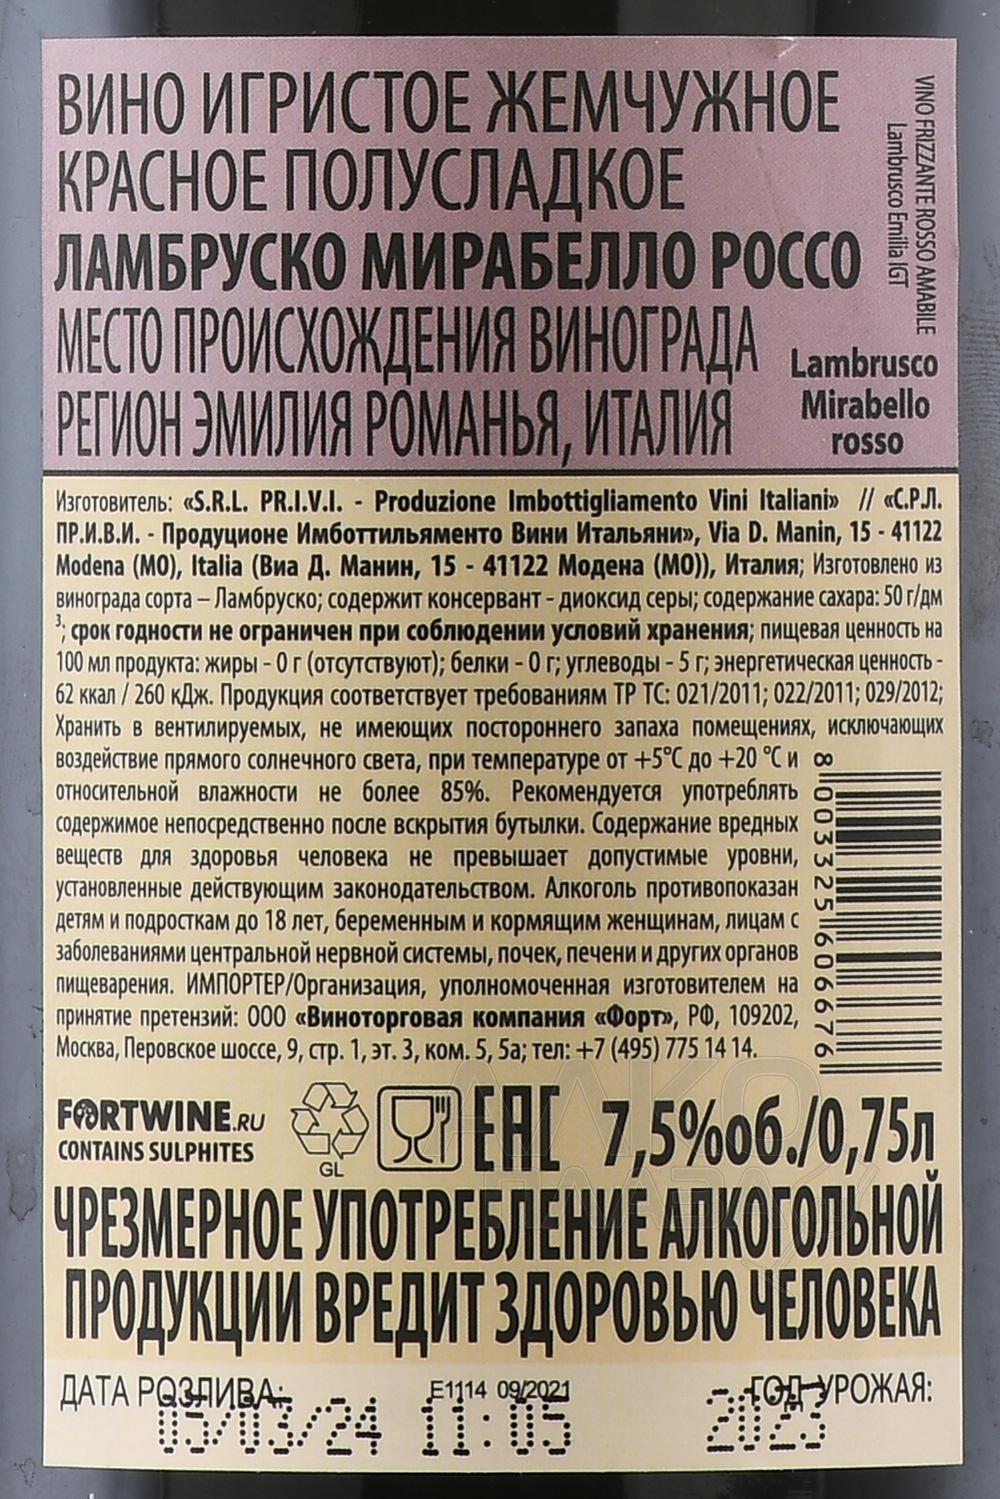 ВИНО ИГРИСТОЕ ЖЕМЧУЖНОЕ
КРАСНОЕ ПОЛУСЛАДКОЕ
ЛАМБРУСКО МИРАБЕЛЛО РОССО
МЕСТО ПРОИСХОЖДЕНИЯ ВИНОГРАДА
РЕГИОН ЭМИЛИЯ РОМАНЬЯ, ИТАЛИЯ
VINO FRIZZANTE ROSSO AMABILE
Lambrusco Emilia IGT
Lambrusco
Mirabello
rosso
Изготовитель: «S.R.L. PR.I.V.I. - Produzione Imbottigliamento Vini Italiani» // «С.Р.Л.
ПР.И.В.И. - Продуционе Имботтильяменто Вини Итальяни», Via D. Manin, 15 - 41122
Modena (MO), Italia (Виа Д. Манин, 15 - 41122 Модена (МО)), Италия; Изготовлено из
винограда сорта – Ламбруско; содержит консервант - диоксид серы; содержание сахара: 50 г/дм
³; срок годности не ограничен при соблюдении условий хранения; пищевая ценность на
100 мл продукта: жиры - 0 г (отсутствуют); белки - 0 г; углеводы - 5 г; энергетическая ценность -
62 ккал / 260 кДж. Продукция соответствует требованиям ТР ТС: 021/2011; 022/2011; 029/2012;
Хранить в вентилируемых, не имеющих постороннего запаха помещениях, исключающих
воздействие прямого солнечного света, при температуре от +5°C до +20 °C и
относительной влажности не более 85%. Рекомендуется употреблять
содержимое непосредственно после вскрытия бутылки. Содержание вредных
веществ для здоровья человека не превышает допустимые уровни,
установленные действующим законодательством. Алкоголь противопоказан
детям и подросткам до 18 лет, беременным и кормящим женщинам, лицам с
заболеваниями центральной нервной системы, почек, печени и других органов
пищеварения. ИМПОРТЕР/Организация, уполномоченная изготовителем на
принятие претензий: ООО «Виноторговая компания «Форт», РФ, 109202,
Москва, Перовское шоссе, 9, стр. 1, эт. 3, ком. 5, 5а; тел: +7 (495) 775 14 14.
8 003325 600676
FORTWINE.RU
CONTAINS SULPHITES
GL
EAC
7,5%об./0,75л
АЛКО
НАВАЗ
ЧРЕЗМЕРНОЕ УПОТРЕБЛЕНИЕ АЛКОГОЛЬНОЙ
ПРОДУКЦИИ ВРЕДИТ ЗДОРОВЬЮ ЧЕЛОВЕКА
ДАТА РОЗЛИВА: E1114 09/2021 ГОД УРОЖАЯ:
05/03/24 11:05 2023